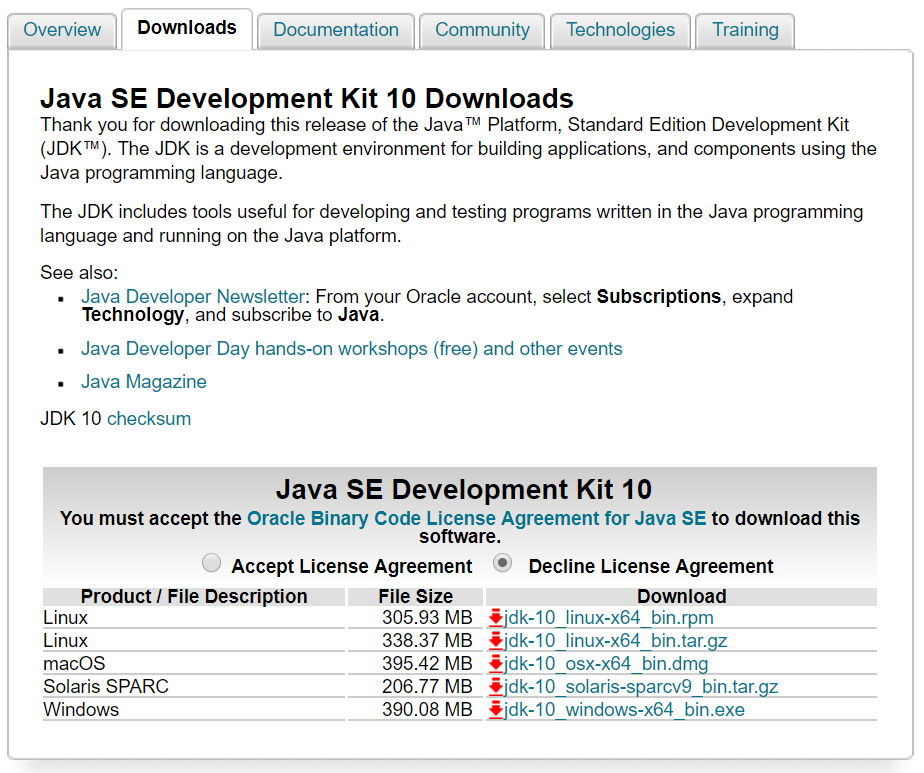 Overview
Downloads
Documentation
Community
Technologies
Training
Java SE Development Kit 10 Downloads
Thank you for downloading this release of the Java™ Platform, Standard Edition Development Kit
(JDK™). The JDK is a development environment for building applications, and components using the
Java programming language.
The JDK includes tools useful for developing and testing programs written in the Java programming
language and running on the Java platform.
See also:
Java Developer Newsletter: From your Oracle account, select Subscriptions, expand
Technology, and subscribe to Java.
Java Developer Day hands-on workshops (free) and other events
Java Magazine
JDK 10 checksum
Java SE Development Kit 10
You must accept the Oracle Binary Code License Agreement for Java SE to download this
software.
Accept License Agreement Decline License Agreement
Product / File Description File Size Download
Linux 305.93 MB jdk-10_linux-x64_bin.rpm
Linux 338.37 MB jdk-10_linux-x64_bin.tar.gz
macOS 395.42 MB jdk-10_osx-x64_bin.dmg
Solaris SPARC 206.77 MB jdk-10_solaris-sparcv9_bin.tar.gz
Windows 390.08 MB jdk-10_windows-x64_bin.exe